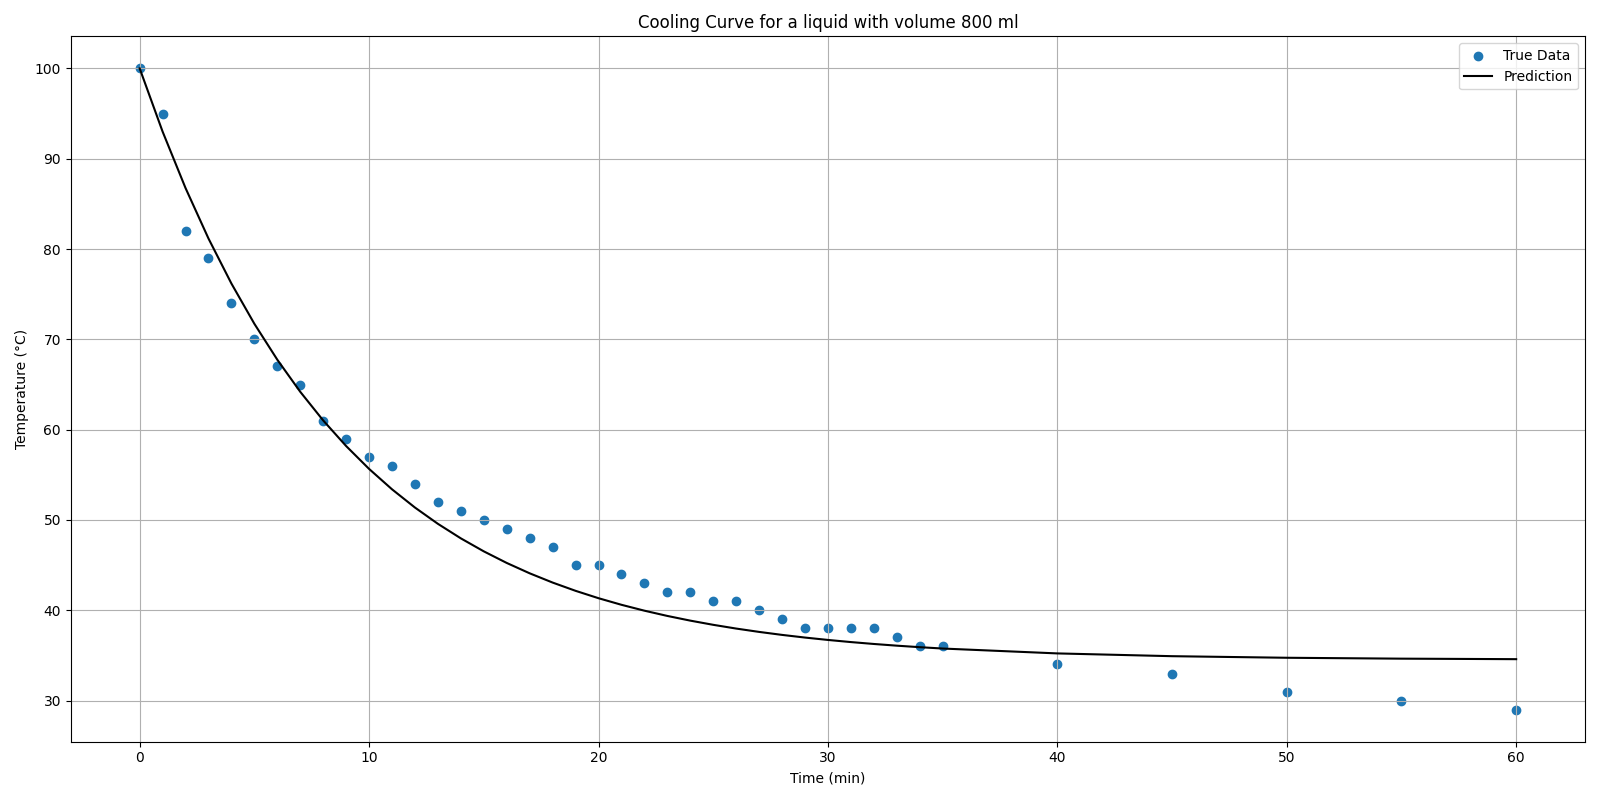 Cooling Curve for a liquid with volume 800 ml
True Data
Prediction
Temperature (°C)
100
90
80
70
60
50
40
30
0 10 20 30 40 50 60
Time (min)